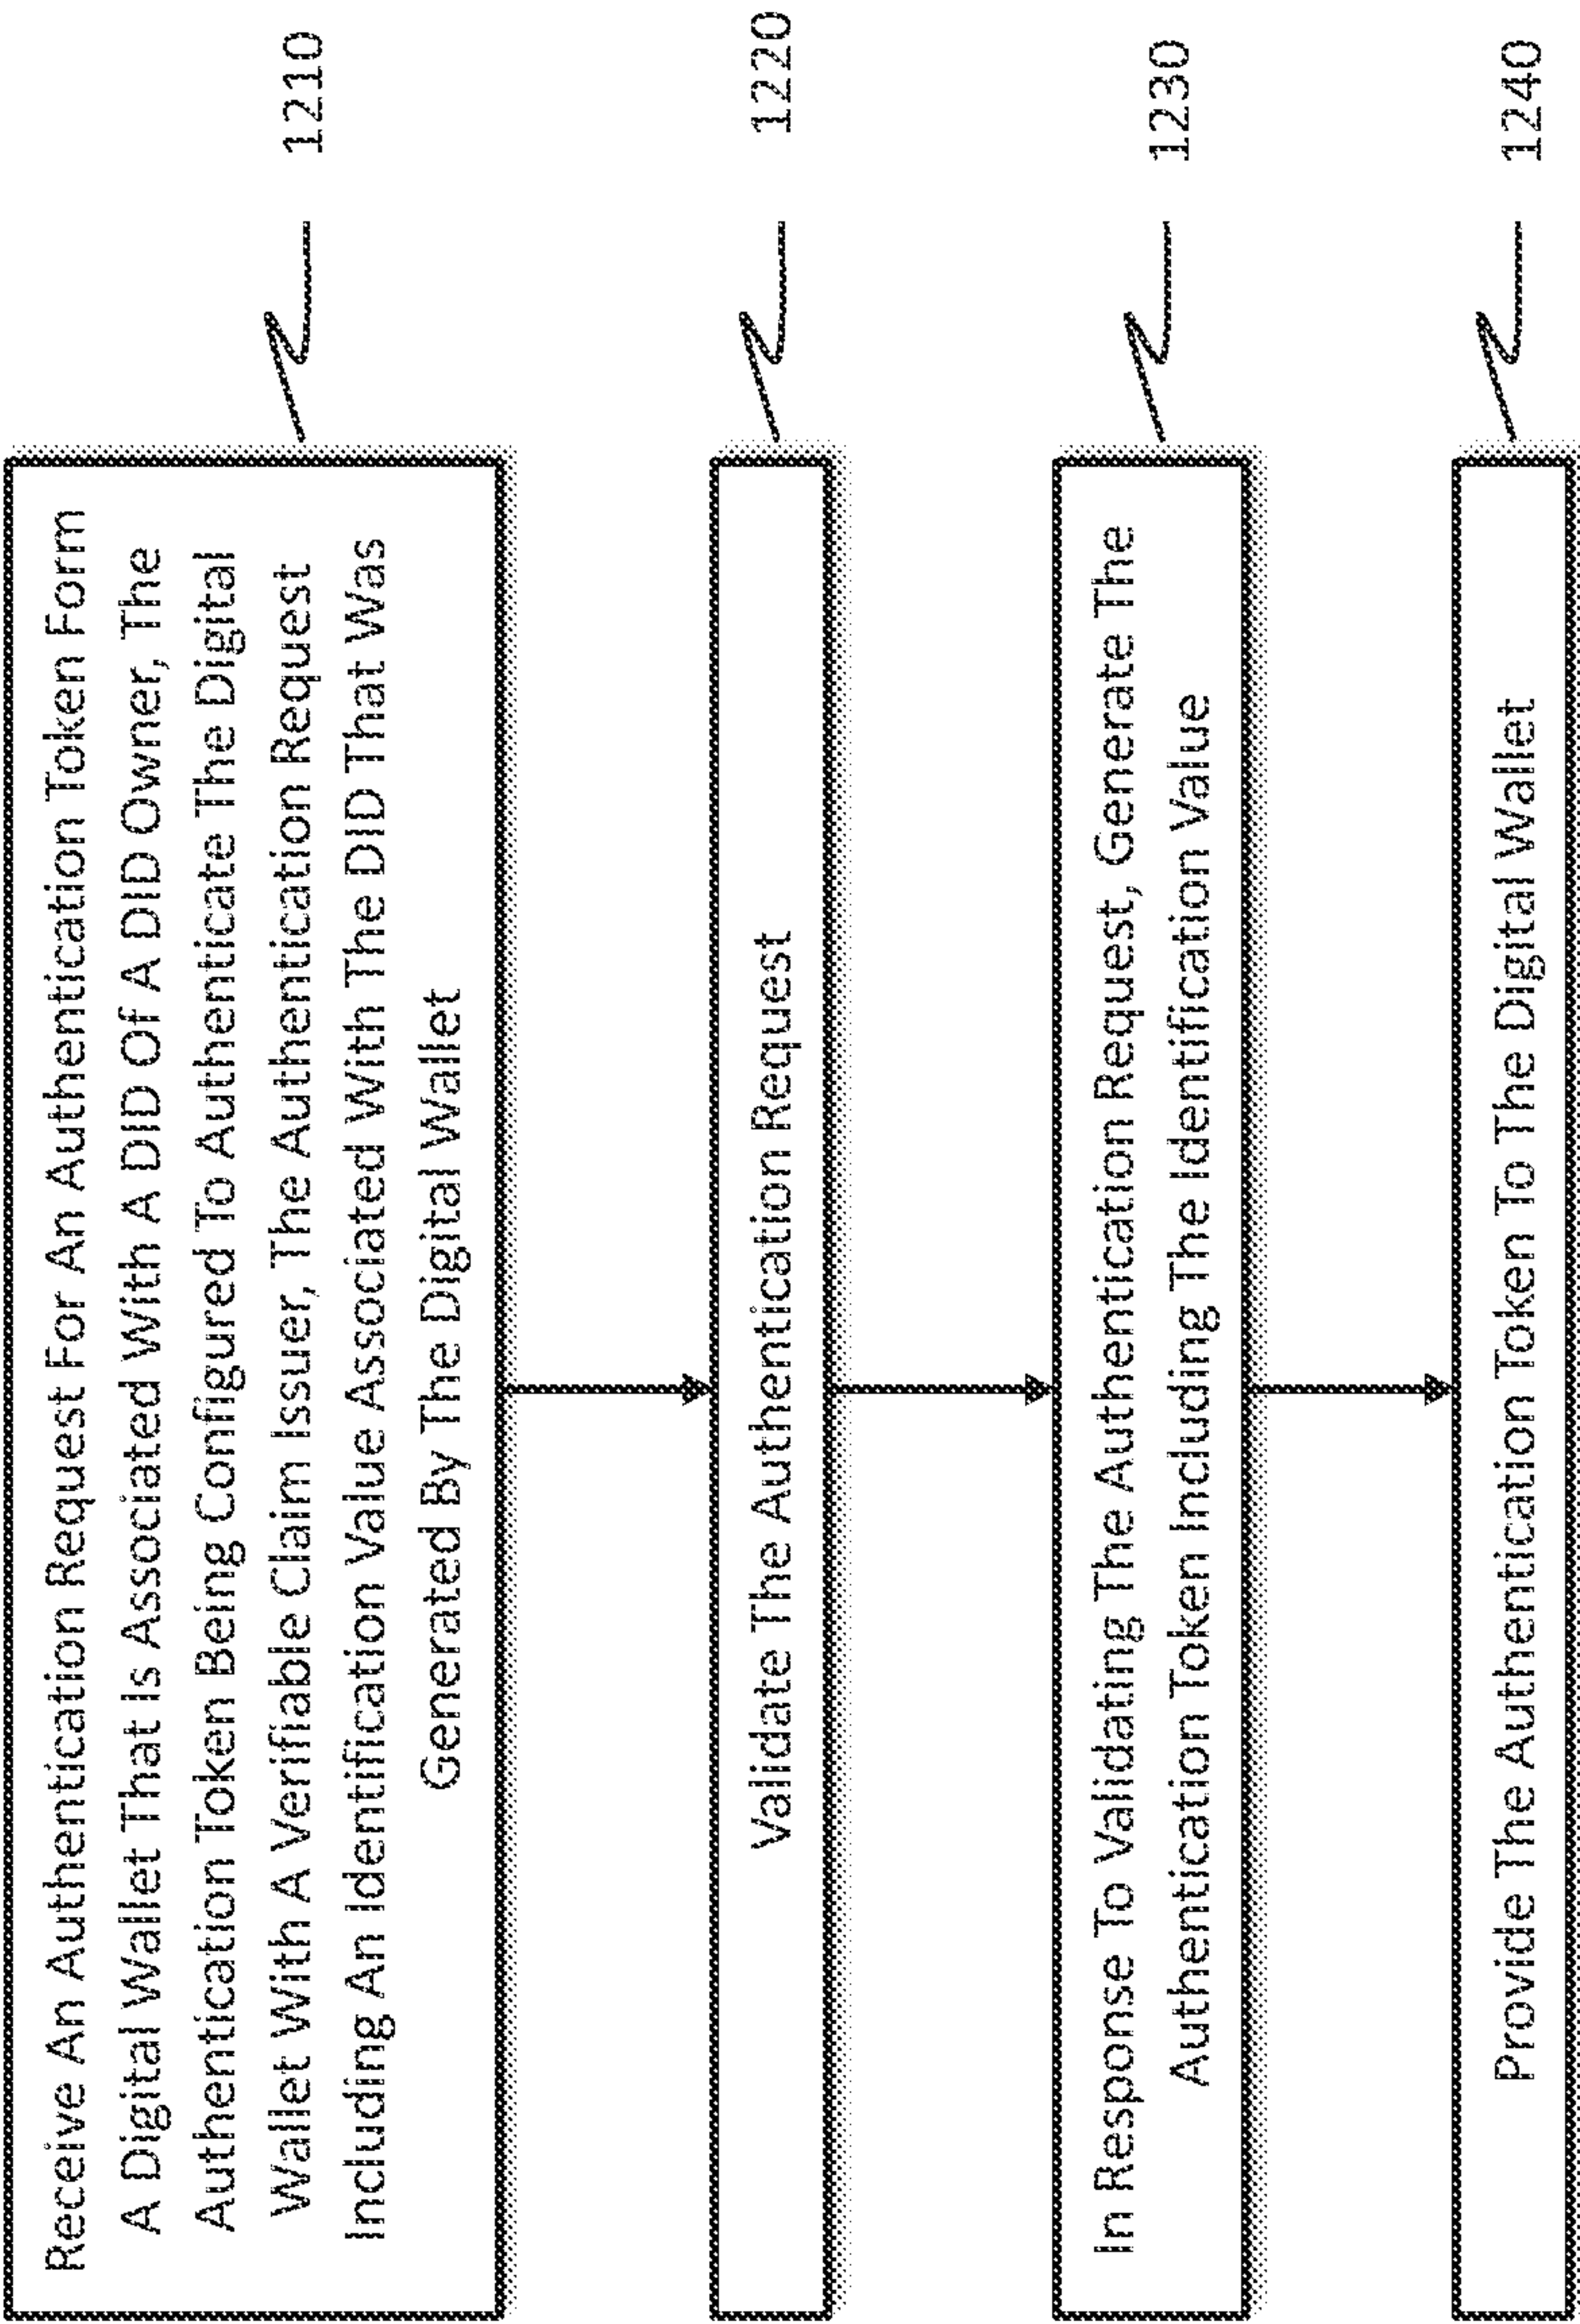 Receive An Authentication Request For An Authentication Token Form
A Digital Wallet That Is Associated With A DID Of A DID Owner, The
Authentication Token Being Configured To Authenticate The Digital
Wallet With A Verifiable Claim Issuer, The Authentication Request
Including An Identification Value Associated With The DID That Was
Generated By The Digital Wallet
1210
Validate The Authentication Request
1220
In Response To Validating The Authentication Request, Generate The
Authentication Token Including The Identification Value
1230
Provide The Authentication Token To The Digital Wallet
1240